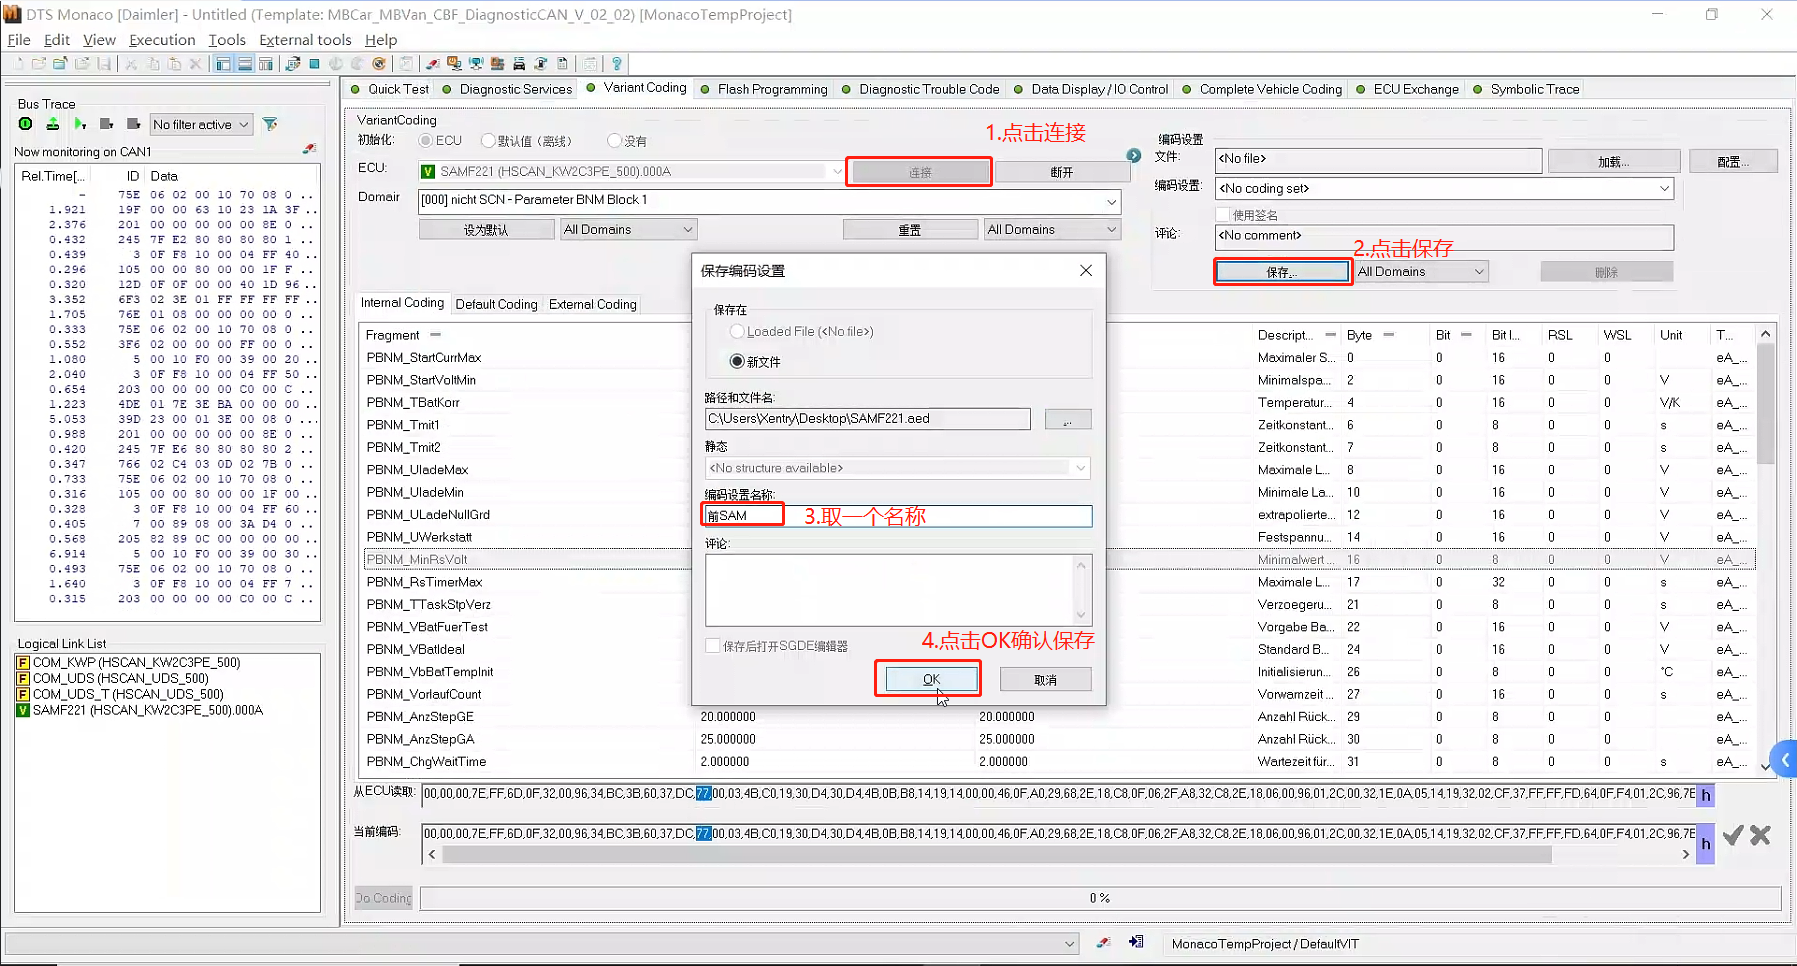 DTS Monaco [Daimler] - Untitled (Template: MBCar_MBVan_CBF_DiagnosticCAN_V_02_02) [MonacoTempProject]
File Edit View Execution Tools External tools Help
Bus Trace
No filter active
Now monitoring on CAN1
Rel.Time[... ID Data
- 75E 06 02 00 10 70 08 0 ..
1.921 19F 00 00 63 10 23 1A 3F ..
2.376 201 00 00 00 00 00 8E 0 ..
0.432 245 7F E2 80 80 80 80 1 ..
0.439 3 0F F8 10 00 04 FF 40 ..
0.296 105 00 00 80 00 00 1F F ..
0.320 12D 0F 0F 00 00 40 1D 96 ..
3.352 6F3 02 3E 01 FF FF FF FF ..
1.705 76E 01 08 00 00 00 00 0 ..
0.333 75E 06 02 00 10 70 08 0 ..
0.552 3F6 02 00 00 00 FF 00 0 ..
1.080 5 00 10 F0 00 39 00 20 ..
2.040 3 0F F8 10 00 04 FF 50 ..
0.654 203 00 00 00 00 C0 00 C ..
1.223 4DE 01 7E 3E BA 00 00 00 ..
5.053 39D 23 00 01 3E 00 08 0 ..
0.988 201 00 00 00 00 00 8E 0 ..
0.420 245 7F E6 80 80 80 80 2 ..
0.347 766 02 C4 03 0D 02 7B 0 ..
0.733 75E 06 02 00 10 70 08 0 ..
0.316 105 00 00 80 00 00 1F 00 ..
0.328 3 0F F8 10 00 04 FF 60 ..
0.405 7 00 89 08 00 3A D4 0 ..
0.568 205 82 89 0C 00 00 00 00 ..
6.914 5 00 10 F0 00 39 00 30 ..
0.493 75E 06 02 00 10 70 08 0 ..
1.640 3 0F F8 10 00 04 FF 7 ..
0.315 203 00 00 00 00 C0 00 C ..
Logical Link List
F COM_KWP (HSCAN_KW2C3PE_500)
F COM_UDS (HSCAN_UDS_500)
F COM_UDS_T (HSCAN_UDS_500)
V SAMF221 (HSCAN_KW2C3PE_500).000A
Quick Test Diagnostic Services Variant Coding Flash Programming Diagnostic Trouble Code Data Display / IO Control Complete Vehicle Coding ECU Exchange Symbolic Trace
VariantCoding
初始化: ECU 默认值（离线） 没有
1.点击连接
ECU: V SAMF221 (HSCAN_KW2C3PE_500).000A 连接 断开
Domair [000] nicht SCN - Parameter BNM Block 1
设为默认 All Domains 重置 All Domains
编码设置
文件: <No file> 加载... 配置...
编码设置: <No coding set>
使用签名
评论: <No comment>
2.点击保存
保存... All Domains 删除
Internal Coding Default Coding External Coding
Fragment Descript... Byte Bit Bit l... RSL WSL Unit T...
PBNM_StartCurrMax Maximaler S... 0 0 16 0 0 eA_...
PBNM_StartVoltMin Minimalspa... 2 0 16 0 0 V eA_...
PBNM_TBatKorr Temperatur... 4 0 16 0 0 V/K eA_...
PBNM_Tmit1 Zeitkonstant... 6 0 8 0 0 s eA_...
PBNM_Tmit2 Zeitkonstant... 7 0 8 0 0 s eA_...
PBNM_UladeMax Maximale L... 8 0 16 0 0 V eA_...
PBNM_UladeMin Minimale La... 10 0 16 0 0 V eA_...
PBNM_ULadeNullGrd extrapolierte... 12 0 16 0 0 V eA_...
PBNM_UWerkstatt Festspannu... 14 0 16 0 0 V eA_...
PBNM_MinRsVolt Minimalwert ... 16 0 8 0 0 V eA_...
PBNM_RsTimerMax Maximale L... 17 0 32 0 0 s eA_...
PBNM_TTaskStpVerz Verzoegeru... 21 0 8 0 0 s eA_...
PBNM_VBatFuerTest Vorgabe Ba... 22 0 16 0 0 V eA_...
PBNM_VBatIdeal Standard B... 24 0 16 0 0 V eA_...
PBNM_VbBatTempInit Initialisierun... 26 0 8 0 0 °C eA_...
PBNM_VorlaufCount Vorwarnzeit ... 27 0 16 0 0 s eA_...
PBNM_AnzStepGE 20.000000 20.000000 Anzahl Rück... 29 0 8 0 0 eA_...
PBNM_AnzStepGA 25.000000 25.000000 Anzahl Rück... 30 0 8 0 0 eA_...
PBNM_ChgWaitTime 2.000000 2.000000 Wartezeit für... 31 0 8 0 0 s eA_...
保存编码设置
保存在
Loaded File (<No file>)
新文件
路径和文件名:
C:\Users\Xentry\Desktop\SAMF221.aed ...
静态
<No structure available>
编码设置名称:
前SAM 3.取一个名称
评论:
4.点击OK确认保存
保存后打开SGDE编辑器
OK 取消
从ECU读取: 00,00,00,7E,FF,6D,0F,32,00,96,34,BC,3B,60,37,DC,77,00,03,4B,C0,19,30,D4,30,D4,4B,0B,B8,14,19,14,00,00,46,0F,A0,29,68,2E,18,C8,0F,06,2F,A8,32,C8,2E,18,06,00,96,01,2C,00,32,1E,0A,05,14,19,32,02,CF,37,FF,FF,FD,64,0F,F4,01,2C,96,7E h
当前编码: 00,00,00,7E,FF,6D,0F,32,00,96,34,BC,3B,60,37,DC,77,00,03,4B,C0,19,30,D4,30,D4,4B,0B,B8,14,19,14,00,00,46,0F,A0,29,68,2E,18,C8,0F,06,2F,A8,32,C8,2E,18,06,00,96,01,2C,00,32,1E,0A,05,14,19,32,02,CF,37,FF,FF,FD,64,0F,F4,01,2C,96,7E h
Do Coding 0 %
MonacoTempProject / DefaultVIT